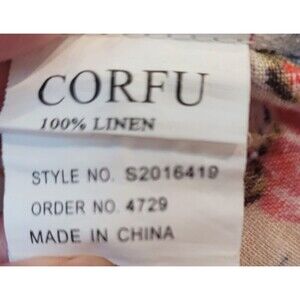 CORFU
100% LINEN
STYLE NO. S2016419
ORDER NO. 4729
MADE IN CHINA